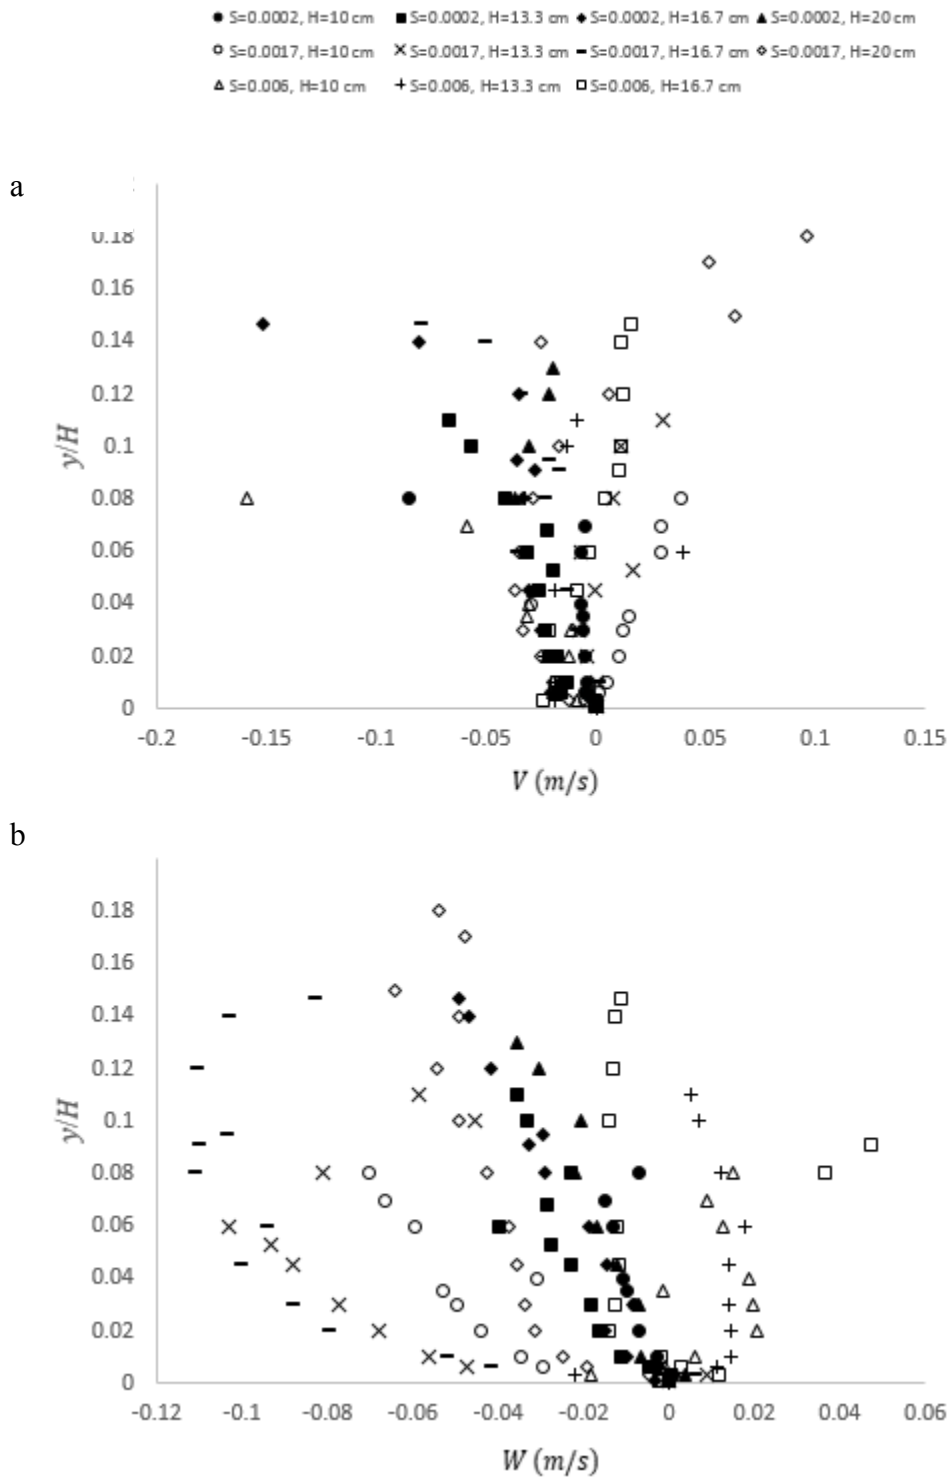 S=0.0002, H=10 cm S=0.0002, H=13.3 cm S=0.0002, H=16.7 cm S=0.0002, H=20 cm
S=0.0017, H=10 cm S=0.0017, H=13.3 cm S=0.0017, H=16.7 cm S=0.0017, H=20 cm
S=0.006, H=10 cm S=0.006, H=13.3 cm S=0.006, H=16.7 cm
a
0.18
0.16
0.14
0.12
0.1
0.08
0.06
0.04
0.02
0
y/H
-0.2 -0.15 -0.1 -0.05 0 0.05 0.1 0.15
V (m/s)
b
0.18
0.16
0.14
0.12
0.1
0.08
0.06
0.04
0.02
0
y/H
-0.12 -0.1 -0.08 -0.06 -0.04 -0.02 0 0.02 0.04 0.06
W (m/s)